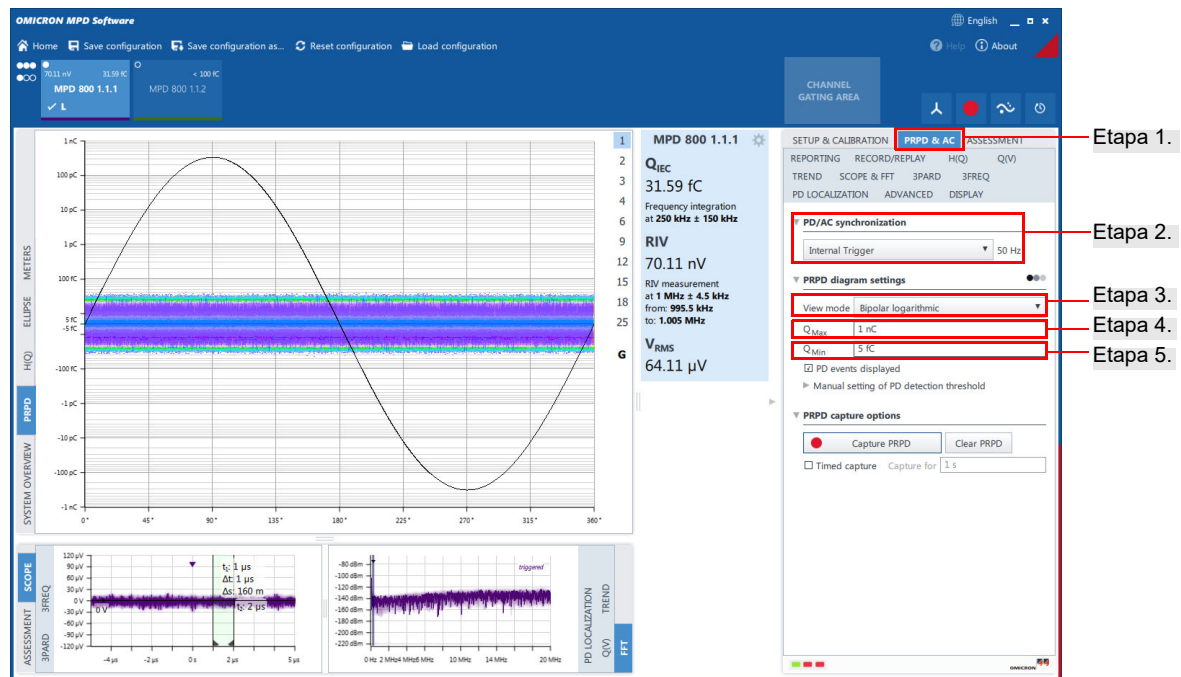 OMICRON MPD Software
English
Home Save configuration Save configuration as... Reset configuration Load configuration
Help About
70.11 nV 31.59 fC
MPD 800 1.1.1
L
< 100 fC
MPD 800 1.1.2
CHANNEL
GATING AREA
METERS
ELLIPSE
H(Q)
PRPD
SYSTEM OVERVIEW
1 nC
100 pC
10 pC
1 pC
100 fC
5 fC
-5 fC
-100 fC
-1 pC
-10 pC
-100 pC
-1 nC
0° 45° 90° 135° 180° 225° 270° 315° 360°
1
2
3
4
6
9
12
15
18
25
G
MPD 800 1.1.1
QIEC
31.59 fC
Frequency integration
at 250 kHz ± 150 kHz
RIV
70.11 nV
RIV measurement
at 1 MHz ± 4.5 kHz
from: 995.5 kHz
to: 1.005 MHz
VRMS
64.11 µV
SETUP & CALIBRATION PRPD & AC ASSESSMENT
REPORTING RECORD/REPLAY H(Q) Q(V)
TREND SCOPE & FFT 3PARD 3FREQ
PD LOCALIZATION ADVANCED DISPLAY
PD/AC synchronization
Internal Trigger 50 Hz
PRPD diagram settings
View mode Bipolar logarithmic
QMax 1 nC
QMin 5 fC
PD events displayed
Manual setting of PD detection threshold
PRPD capture options
Capture PRPD Clear PRPD
Timed capture Capture for 1 s
Etapa 1.
Etapa 2.
Etapa 3.
Etapa 4.
Etapa 5.
SCOPE
ASSESSMENT
3FREQ
3PARD
120 µV
90 µV
60 µV
30 µV
0 V
-30 µV
-60 µV
-90 µV
-120 µV
0 V
t1: 1 µs
Δt: 1 µs
Δs: 160 m
t2: 2 µs
-4 µs -2 µs 0 s 2 µs 5 µs
-80 dBm
-100 dBm
-120 dBm
-140 dBm
-160 dBm
-180 dBm
-200 dBm
-220 dBm
triggered
0 Hz 2 MHz 4 MHz 6 MHz 10 MHz 14 MHz 20 MHz
PD LOCALIZATION
TREND
Q(V)
FFT
OMICRON